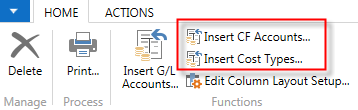 HOME ACTIONS
Delete
Print
Insert G/L
Accounts...
Insert CF Accounts...
Insert Cost Types...
Edit Column Layout Setup...
Manage Process Functions